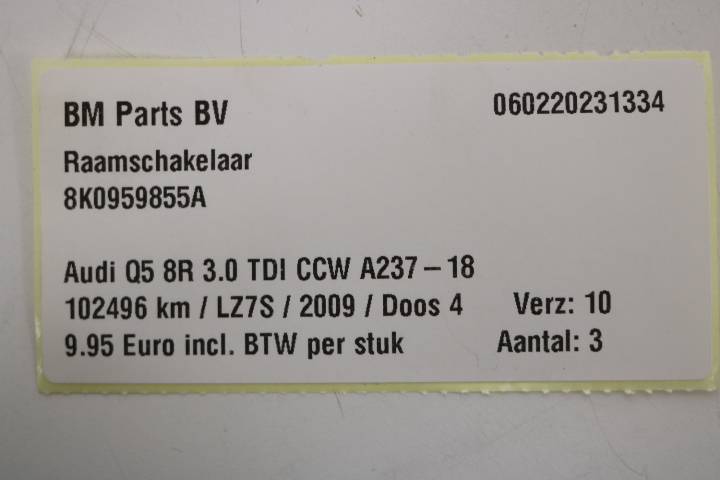 BM Parts BV 060220231334
Raamschakelaar
8K0959855A
Audi Q5 8R 3.0 TDI CCW A237 – 18
102496 km / LZ7S / 2009 / Doos 4 Verz: 10
9.95 Euro incl. BTW per stuk Aantal: 3